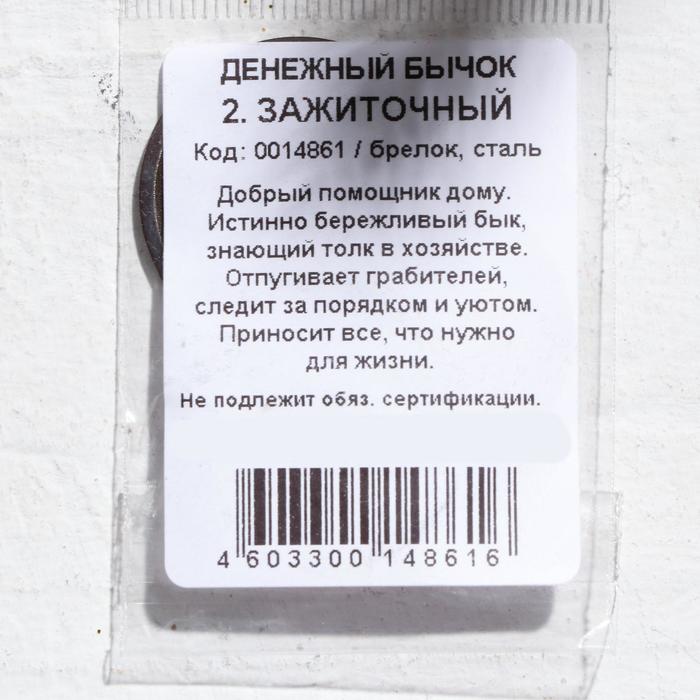 ДЕНЕЖНЫЙ БЫЧОК
2. ЗАЖИТОЧНЫЙ
Код: 0014861 / брелок, сталь
Добрый помощник дому.
Истинно бережливый бык,
знающий толк в хозяйстве.
Отпугивает грабителей,
следит за порядком и уютом.
Приносит все, что нужно
для жизни.
Не подлежит обяз. сертификации.
4 603300 148616